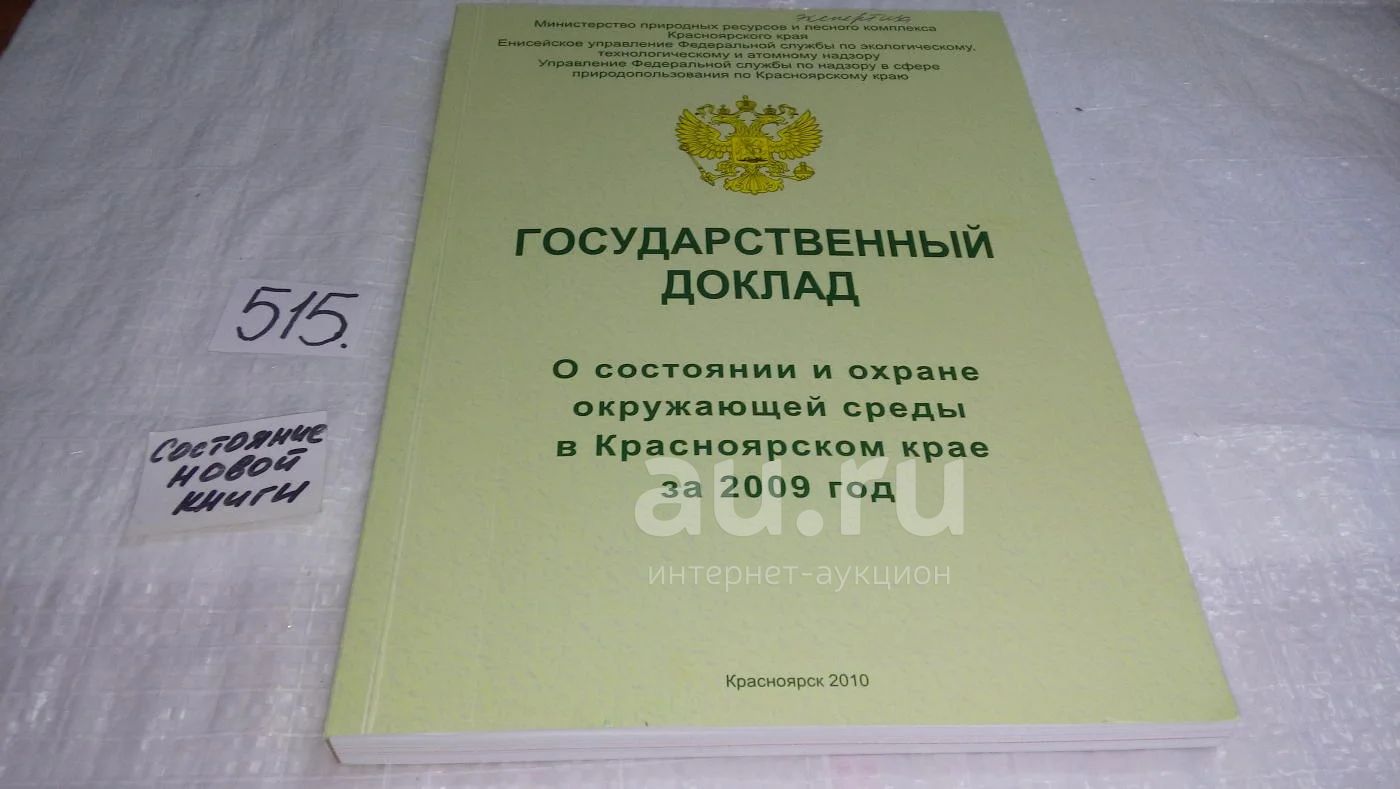 экспертиза
Министерство природных ресурсов и лесного комплекса
Красноярского края
Енисейское управление Федеральной службы по экологическому,
технологическому и атомному надзору
Управление Федеральной службы по надзору в сфере
природопользования по Красноярскому краю
ГОСУДАРСТВЕННЫЙ
ДОКЛАД
515.
О состоянии и охране
окружающей среды
в Красноярском крае
за 2009 год
Состояние
новой
книги
au.ru
интернет-аукцион
Красноярск 2010